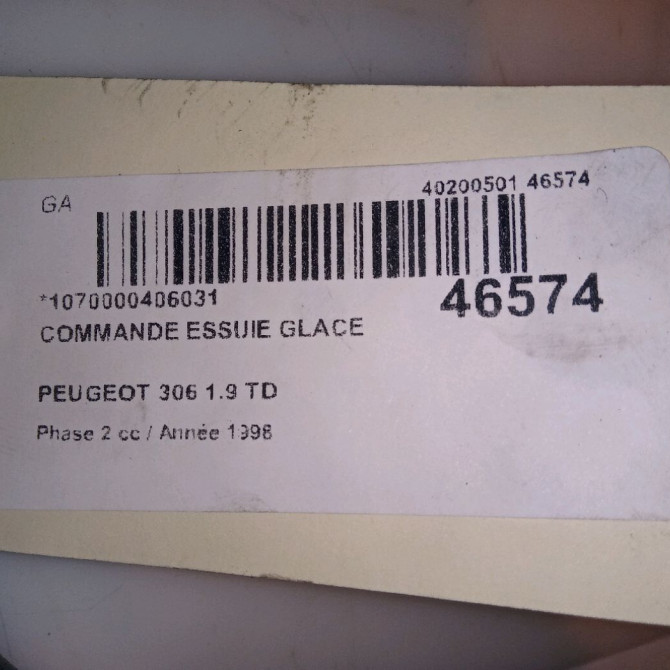 GA 40200501 46574
*1070000406031 46574
COMMANDE ESSUIE GLACE
PEUGEOT 306 1.9 TD
Phase 2 cc / Année 1998